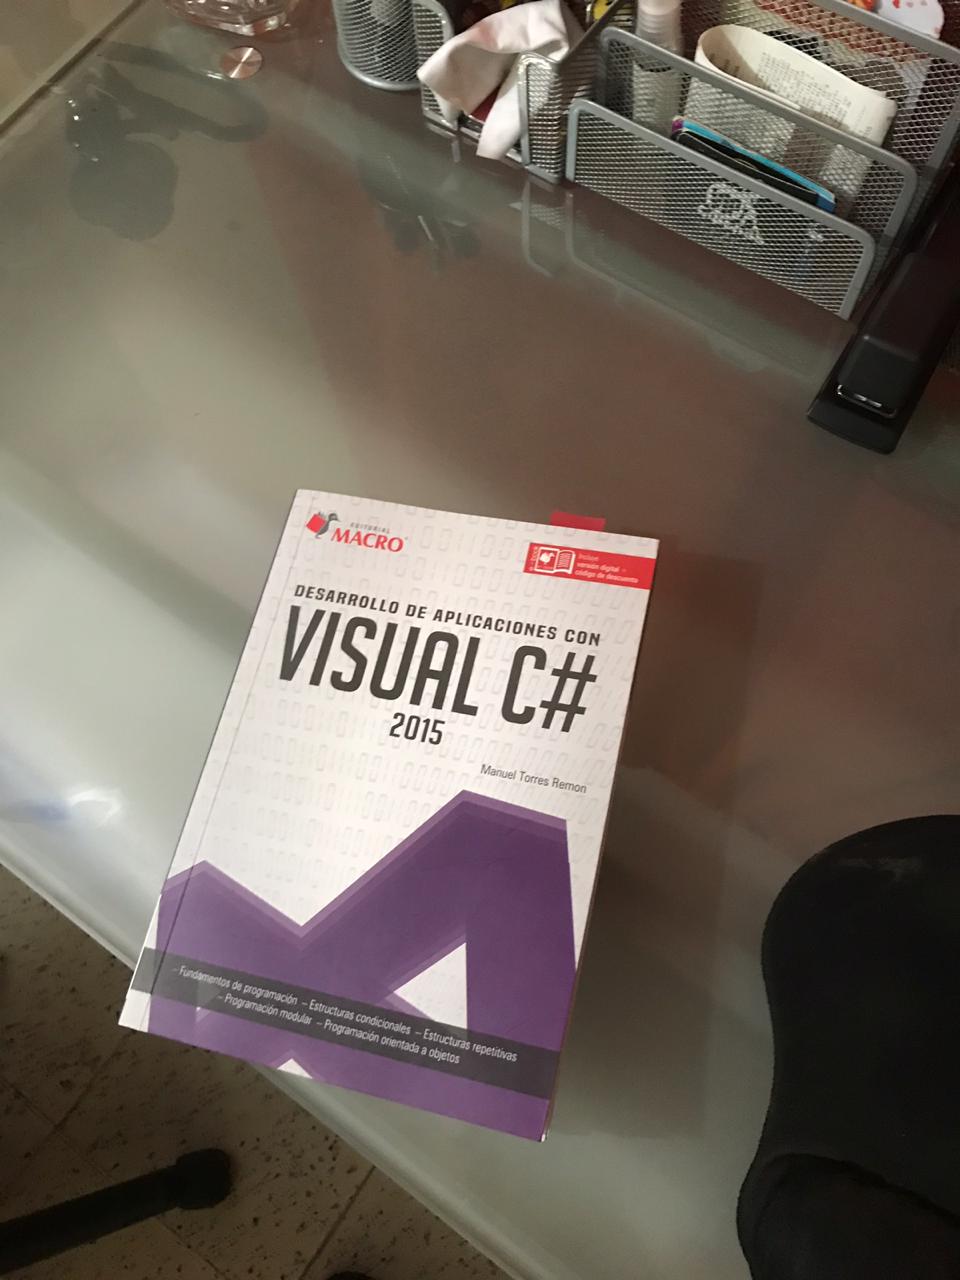 EDITORIAL
MACRO
Incluye
versión digital +
código de descuento
DESARROLLO DE APLICACIONES CON
VISUAL C#
2015
Manuel Torres Remon
– Fundamentos de programación – Estructuras condicionales – Estructuras repetitivas
– Programación modular – Programación orientada a objetos